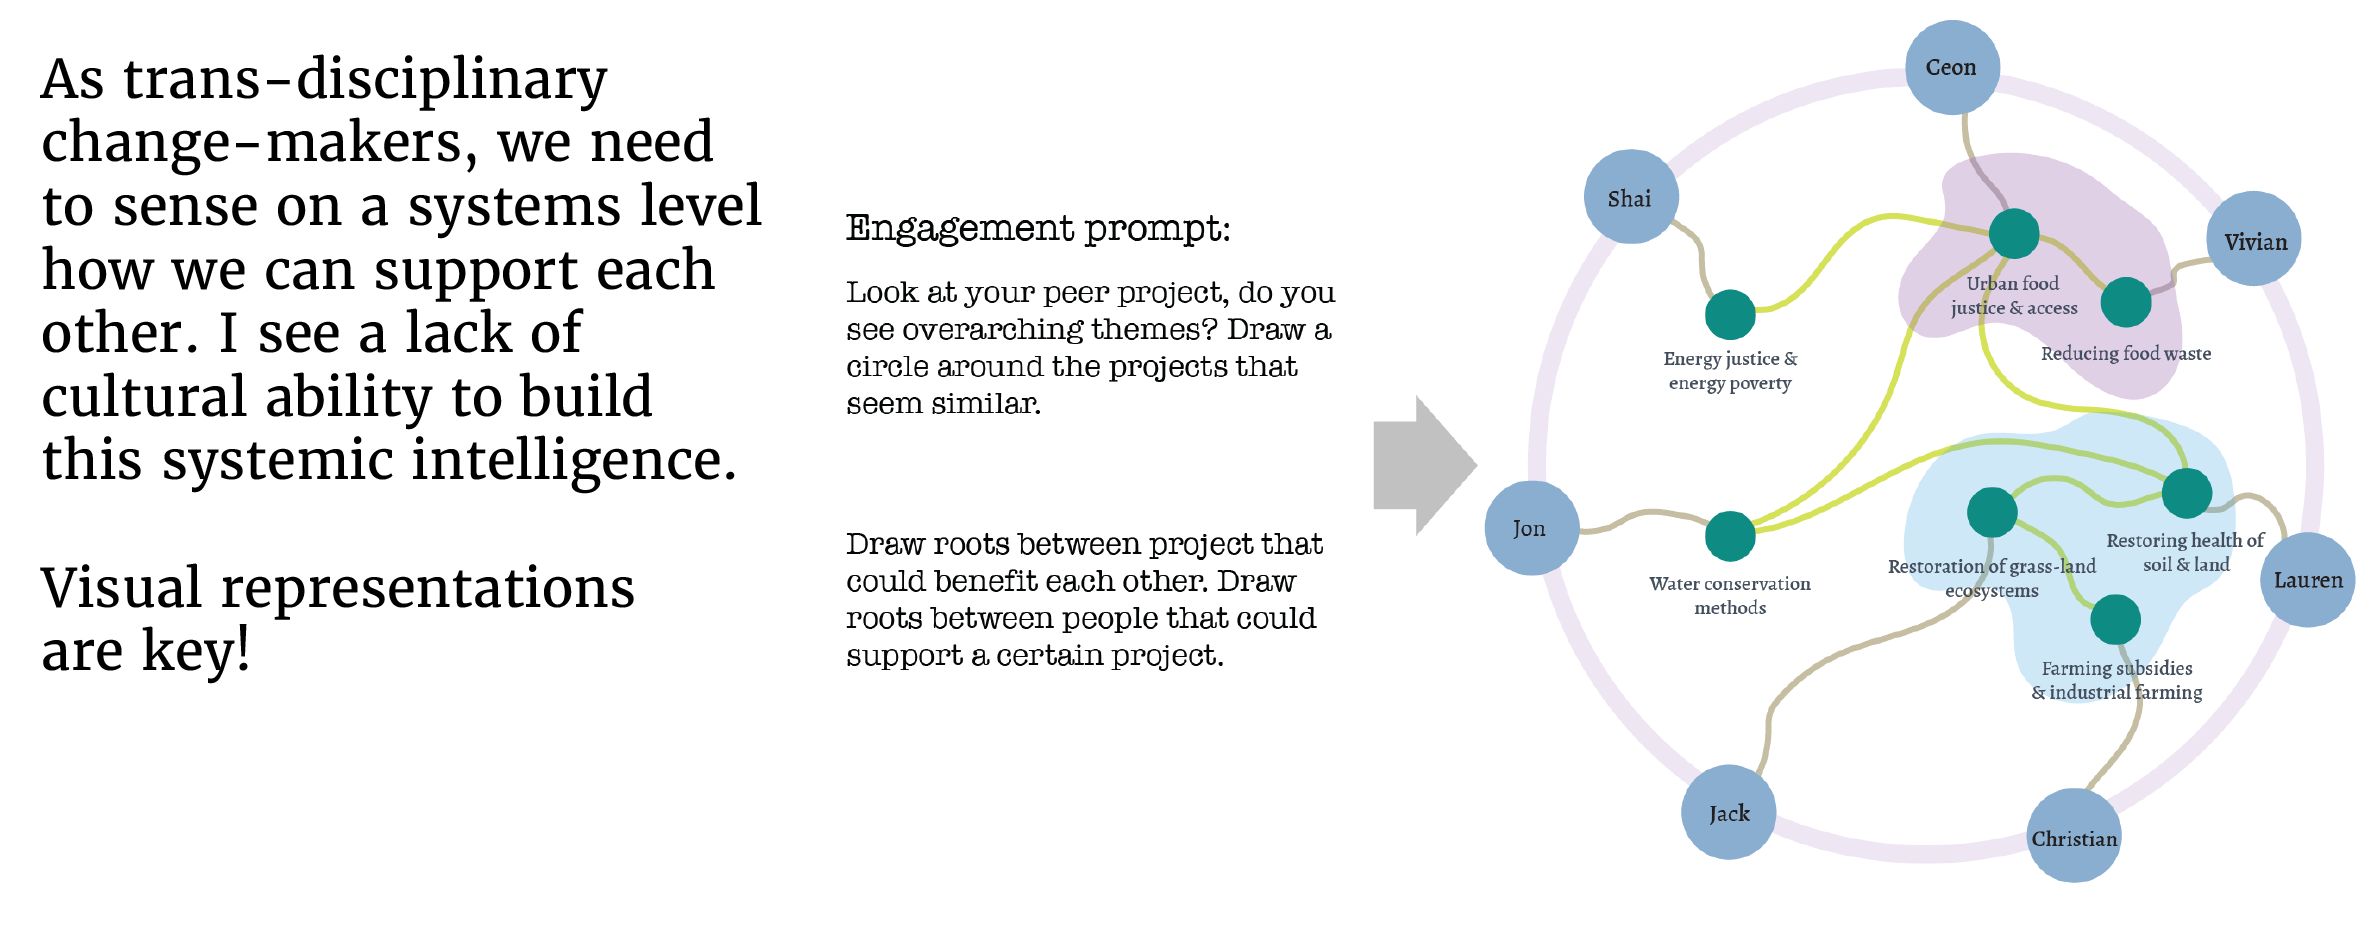 As trans-disciplinary
change-makers, we need
to sense on a systems level
how we can support each
other. I see a lack of
cultural ability to build
this systemic intelligence.
Visual representations
are key!
Engagement prompt:
Look at your peer project, do you
see overarching themes? Draw a
circle around the projects that
seem similar.
Draw roots between project that
could benefit each other. Draw
roots between people that could
support a certain project.
Ceon
Shai
Vivian
Urban food
justice & access
Reducing food waste
Energy justice &
energy poverty
Jon
Water conservation
methods
Restoring health of
soil & land
Restoration of grass-land
ecosystems
Lauren
Farming subsidies
& industrial farming
Jack
Christian